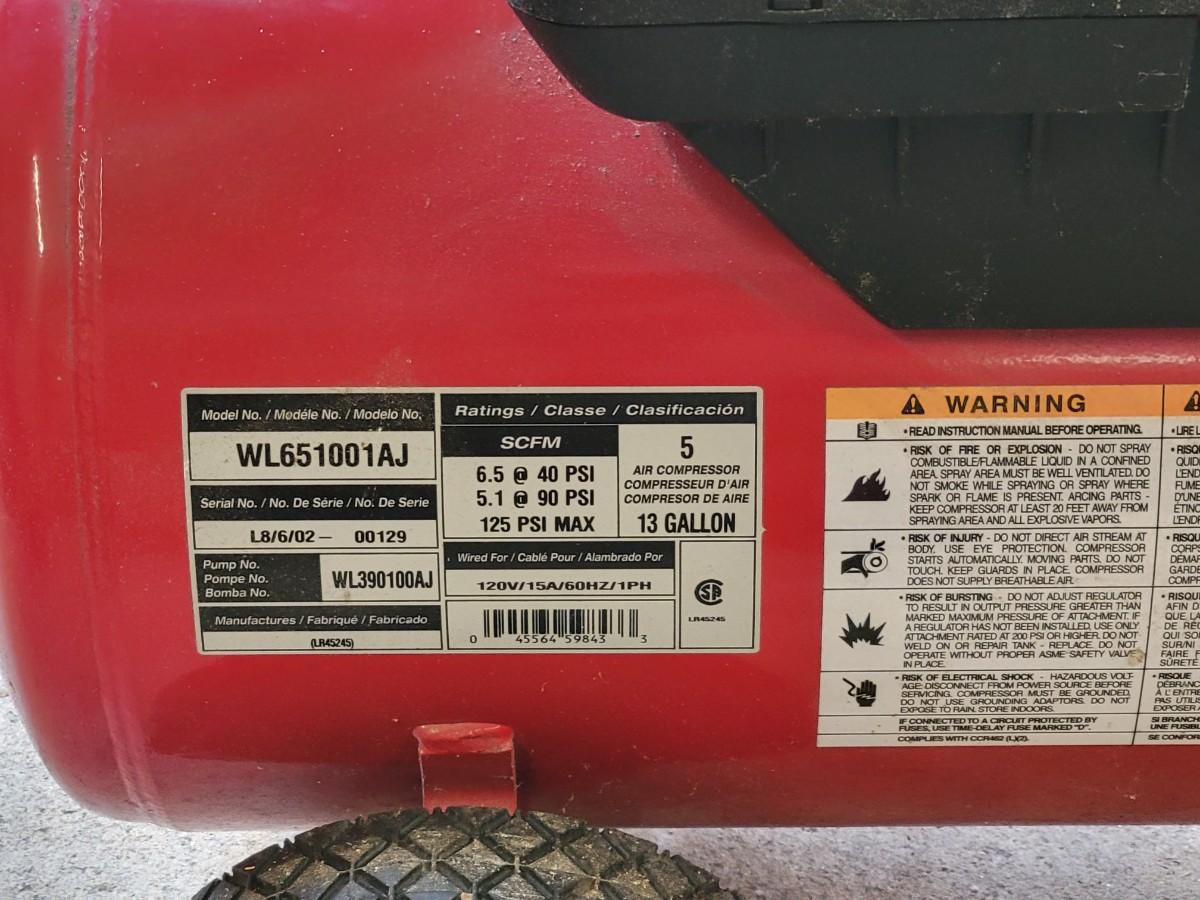 Model No. / Modéle No. / Modelo No.
WL651001AJ
Serial No. / No. De Série / No. De Serie
L8/6/02 – 00129
Pump No.
Pompe No.
Bomba No.
WL390100AJ
Manufactures / Fabriqué / Fabricado
(LR45245)
Ratings / Classe / Clasificación
SCFM
6.5 @ 40 PSI
5.1 @ 90 PSI
125 PSI MAX
5
AIR COMPRESSOR
COMPRESSEUR D'AIR
COMPRESOR DE AIRE
13 GALLON
Wired For / Cablé Pour / Alambrado Por
120V/15A/60HZ/1PH
0 45564 59843 3
LR45245
WARNING
• READ INSTRUCTION MANUAL BEFORE OPERATING.
• RISK OF FIRE OR EXPLOSION - DO NOT SPRAY
COMBUSTIBLE/FLAMMABLE LIQUID IN A CONFINED
AREA. SPRAY AREA MUST BE WELL VENTILATED. DO
NOT SMOKE WHILE SPRAYING OR SPRAY WHERE
SPARK OR FLAME IS PRESENT. ARCING PARTS -
KEEP COMPRESSOR AT LEAST 20 FEET AWAY FROM
SPRAYING AREA AND ALL EXPLOSIVE VAPORS.
• RISK OF INJURY - DO NOT DIRECT AIR STREAM AT
BODY. USE EYE PROTECTION. COMPRESSOR
STARTS AUTOMATICALLY. MOVING PARTS. DO NOT
TOUCH. KEEP GUARDS IN PLACE. COMPRESSOR
DOES NOT SUPPLY BREATHABLE AIR.
• RISK OF BURSTING - DO NOT ADJUST REGULATOR
TO RESULT IN OUTPUT PRESSURE GREATER THAN
MARKED MAXIMUM PRESSURE OF ATTACHMENT. IF
A REGULATOR HAS NOT BEEN INSTALLED, USE ONLY
ATTACHMENT RATED AT 200 PSI OR HIGHER. DO NOT
WELD ON OR REPAIR TANK - REPLACE. DO NOT
OPERATE WITHOUT PROPER ASME SAFETY VALVE
IN PLACE.
• RISK OF ELECTRICAL SHOCK - HAZARDOUS VOLT-
AGE: DISCONNECT FROM POWER SOURCE BEFORE
SERVICING. COMPRESSOR MUST BE GROUNDED.
DO NOT USE GROUNDING ADAPTORS. DO NOT
EXPOSE TO RAIN. STORE INDOORS.
IF CONNECTED TO A CIRCUIT PROTECTED BY
FUSES, USE TIME-DELAY FUSE MARKED "D".
COMPLIES WITH CCR462 (L)(2).
• LIRE L
• RISQU